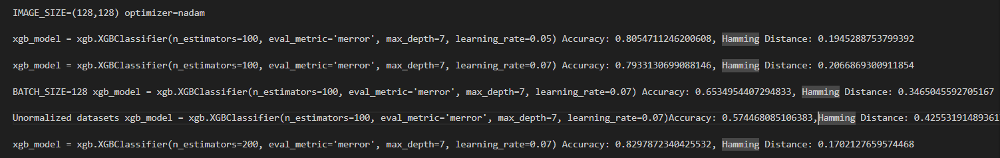 IMAGE_SIZE=(128,128) optimizer=nadam
xgb_model = xgb.XGBClassifier(n_estimators=100, eval_metric='merror', max_depth=7, learning_rate=0.05) Accuracy: 0.8054711246200608, Hamming Distance: 0.1945288753799392
xgb_model = xgb.XGBClassifier(n_estimators=100, eval_metric='merror', max_depth=7, learning_rate=0.07) Accuracy: 0.7933130699088146, Hamming Distance: 0.2066869300911854
BATCH_SIZE=128 xgb_model = xgb.XGBClassifier(n_estimators=100, eval_metric='merror', max_depth=7, learning_rate=0.07) Accuracy: 0.6534954407294833, Hamming Distance: 0.3465045592705167
Unormalized datasets xgb_model = xgb.XGBClassifier(n_estimators=100, eval_metric='merror', max_depth=7, learning_rate=0.07)Accuracy: 0.574468085106383,Hamming Distance: 0.42553191489361
xgb_model = xgb.XGBClassifier(n_estimators=200, eval_metric='merror', max_depth=7, learning_rate=0.07) Accuracy: 0.8297872340425532, Hamming Distance: 0.1702127659574468